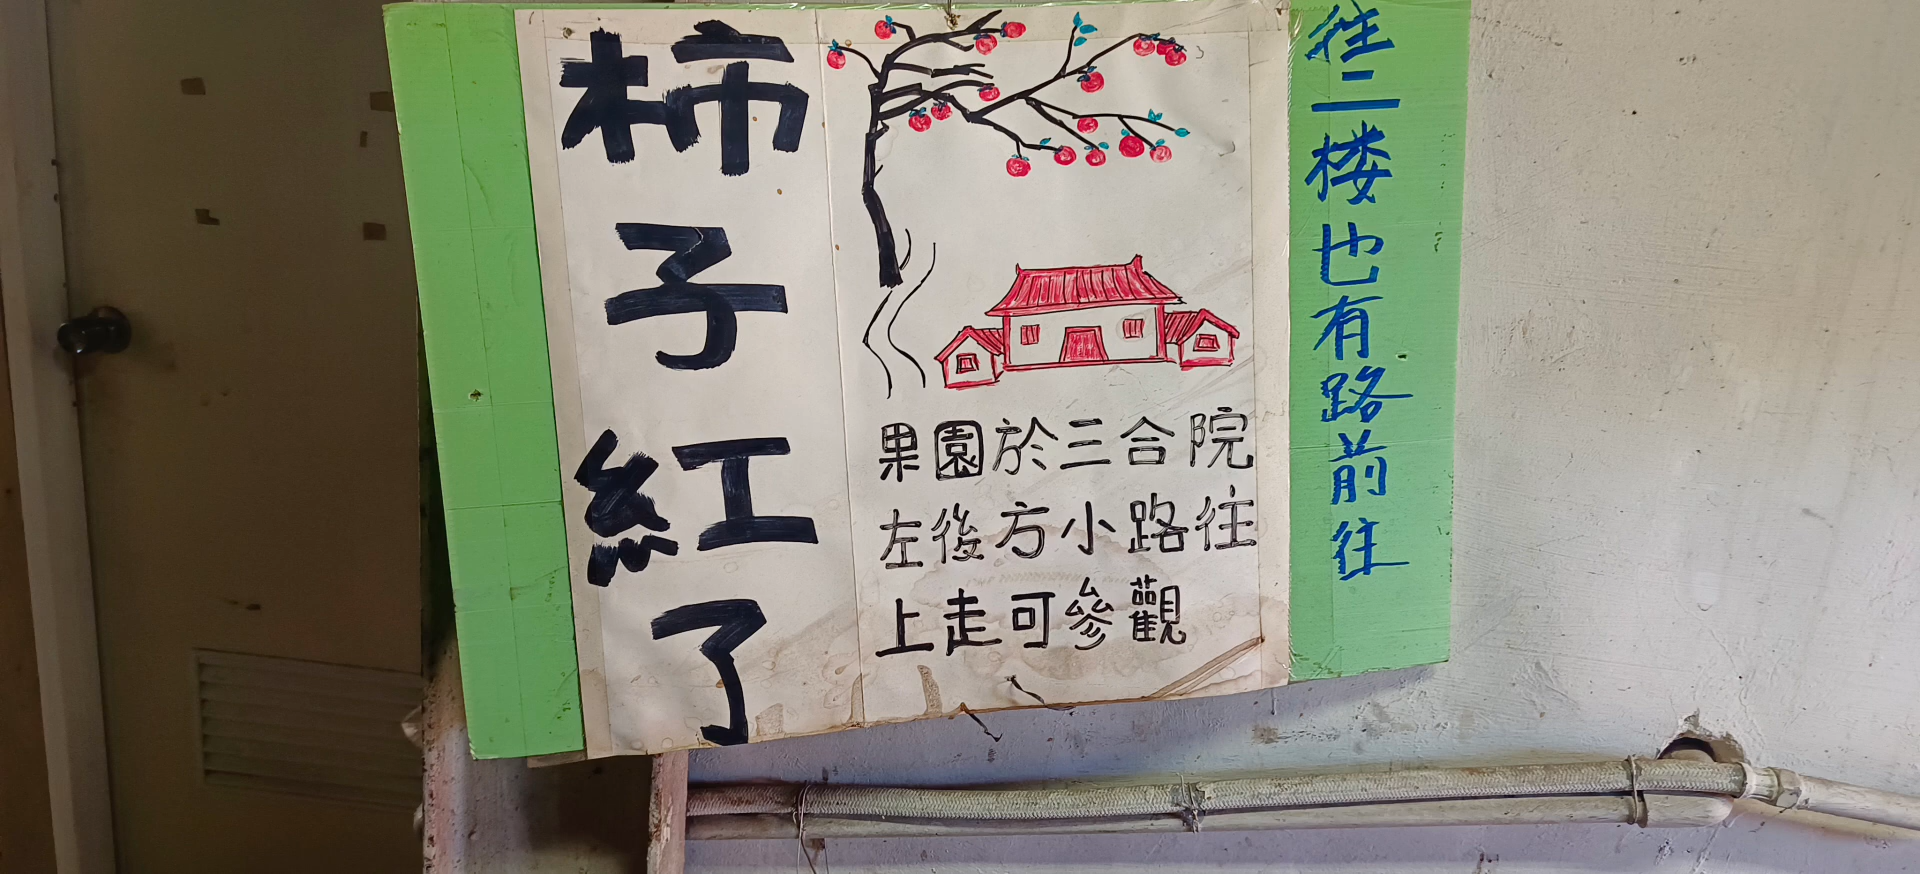 柿子紅了
果園於三合院
左後方小路往
上走可參觀
往二楼也有路前往